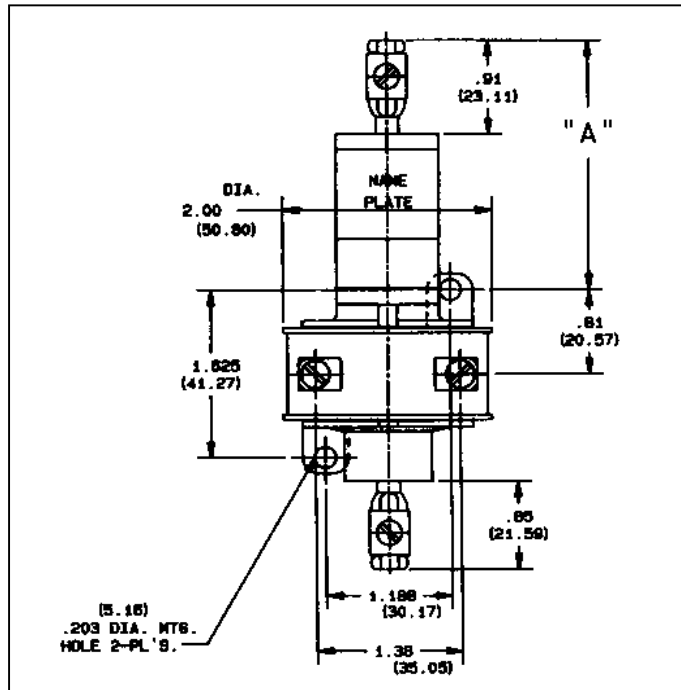 .91
(23.11)
"A"
DIA.
2.00
(50.80)
NAME
PLATE
.81
(20.57)
1.625
(41.27)
.85
(21.59)
1.188
(30.17)
(5.16)
.203 DIA. MTG.
HOLE 2-PL'S.
1.38
(35.05)